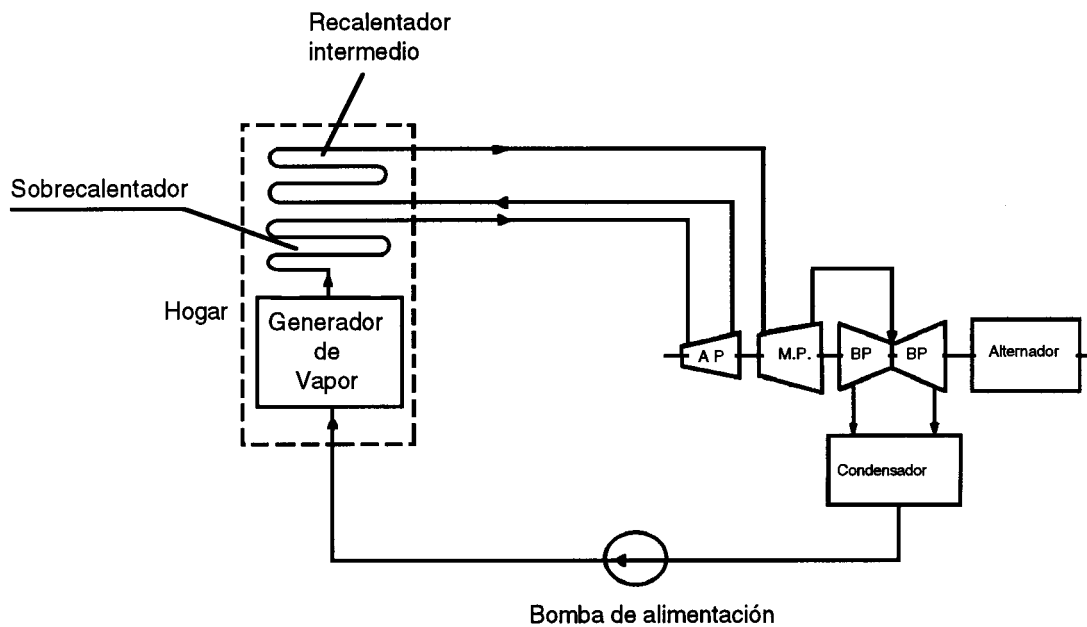 Recalentador
intermedio
Sobrecalentador
Hogar
Generador
de
Vapor
A P
M.P.
BP
BP
Alternador
Condensador
Bomba de alimentación